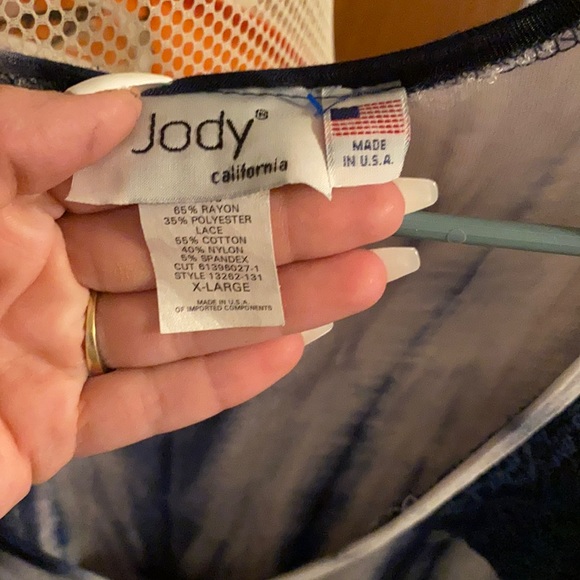 Jody®
california
MADE
IN U.S.A.
65% RAYON
35% POLYESTER
LACE
55% COTTON
40% NYLON
5% SPANDEX
CUT 61398027-1
STYLE 13262-131
X-LARGE
MADE IN U.S.A.
OF IMPORTED COMPONENTS